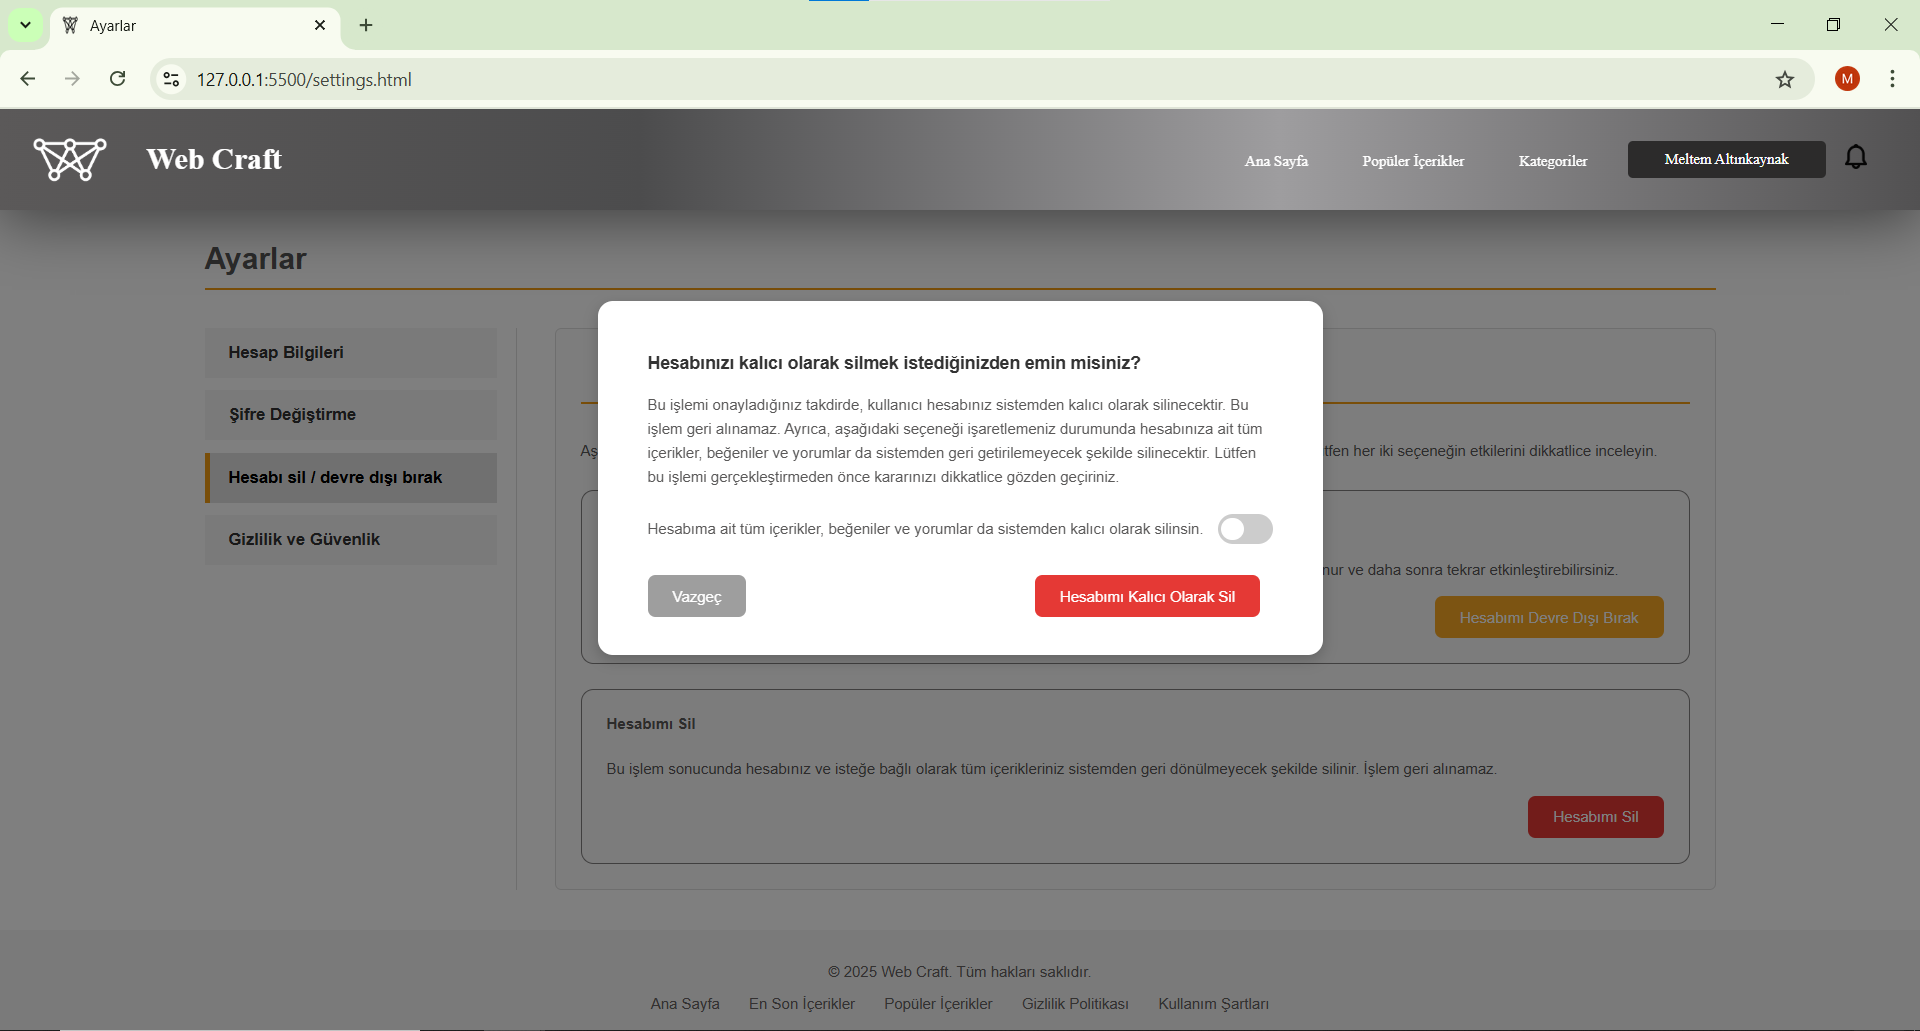 Ayarlar
127.0.0.1:5500/settings.html
M
Web Craft
Ana Sayfa
Popüler İçerikler
Kategoriler
Meltem Altınkaynak
Ayarlar
Hesap Bilgileri
Şifre Değiştirme
Hesabı sil / devre dışı bırak
Gizlilik ve Güvenlik
Hesabınızı kalıcı olarak silmek istediğinizden emin misiniz?
Bu işlemi onayladığınız takdirde, kullanıcı hesabınız sistemden kalıcı olarak silinecektir. Bu
işlem geri alınamaz. Ayrıca, aşağıdaki seçeneği işaretlemeniz durumunda hesabınıza ait tüm
içerikler, beğeniler ve yorumlar da sistemden geri getirilemeyecek şekilde silinecektir. Lütfen
bu işlemi gerçekleştirmeden önce kararınızı dikkatlice gözden geçiriniz.
Hesabıma ait tüm içerikler, beğeniler ve yorumlar da sistemden kalıcı olarak silinsin.
Vazgeç
Hesabımı Kalıcı Olarak Sil
her iki seçeneğin etkilerini dikkatlice inceleyin.
ve daha sonra tekrar etkinleştirebilirsiniz.
Hesabımı Devre Dışı Bırak
Hesabımı Sil
Bu işlem sonucunda hesabınız ve isteğe bağlı olarak tüm içerikleriniz sistemden geri dönülmeyecek şekilde silinir. İşlem geri alınamaz.
Hesabımı Sil
© 2025 Web Craft. Tüm hakları saklıdır.
Ana Sayfa
En Son İçerikler
Popüler İçerikler
Gizlilik Politikası
Kullanım Şartları